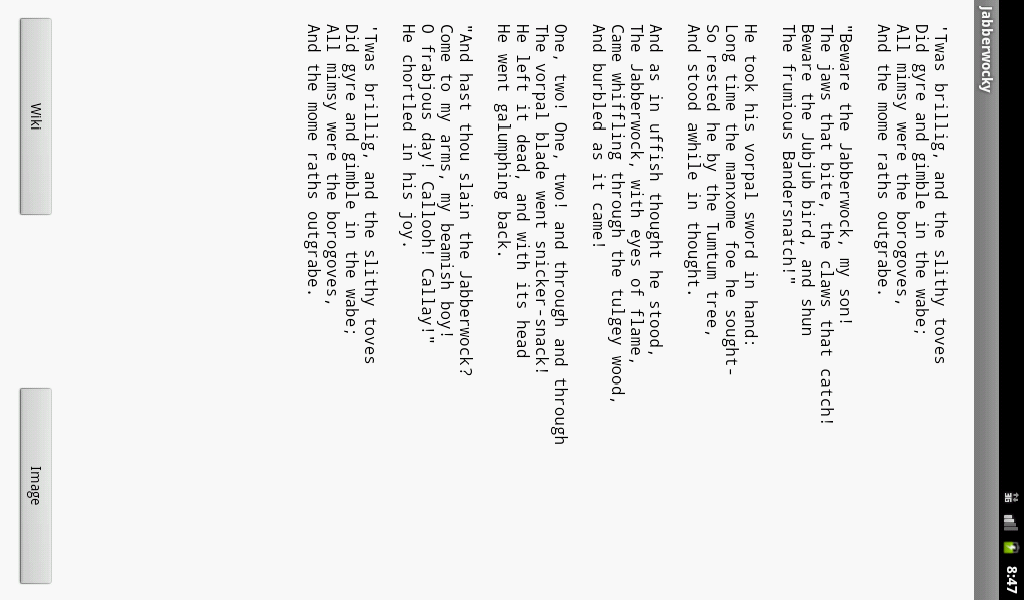 3G 8:47
Jabberwocky
'Twas brillig, and the slithy toves
Did gyre and gimble in the wabe;
All mimsy were the borogoves,
And the mome raths outgrabe.
"Beware the Jabberwock, my son!
The jaws that bite, the claws that catch!
Beware the Jubjub bird, and shun
The frumious Bandersnatch!"
He took his vorpal sword in hand:
Long time the manxome foe he sought-
So rested he by the Tumtum tree,
And stood awhile in thought.
And as in uffish thought he stood,
The Jabberwock, with eyes of flame,
Came whiffling through the tulgey wood,
And burbled as it came!
One, two! One, two! and through and through
The vorpal blade went snicker-snack!
He left it dead, and with its head
He went galumphing back.
"And hast thou slain the Jabberwock?
Come to my arms, my beamish boy!
O frabjous day! Callooh! Callay!"
He chortled in his joy.
'Twas brillig, and the slithy toves
Did gyre and gimble in the wabe;
All mimsy were the borogoves,
And the mome raths outgrabe.
Wiki Image